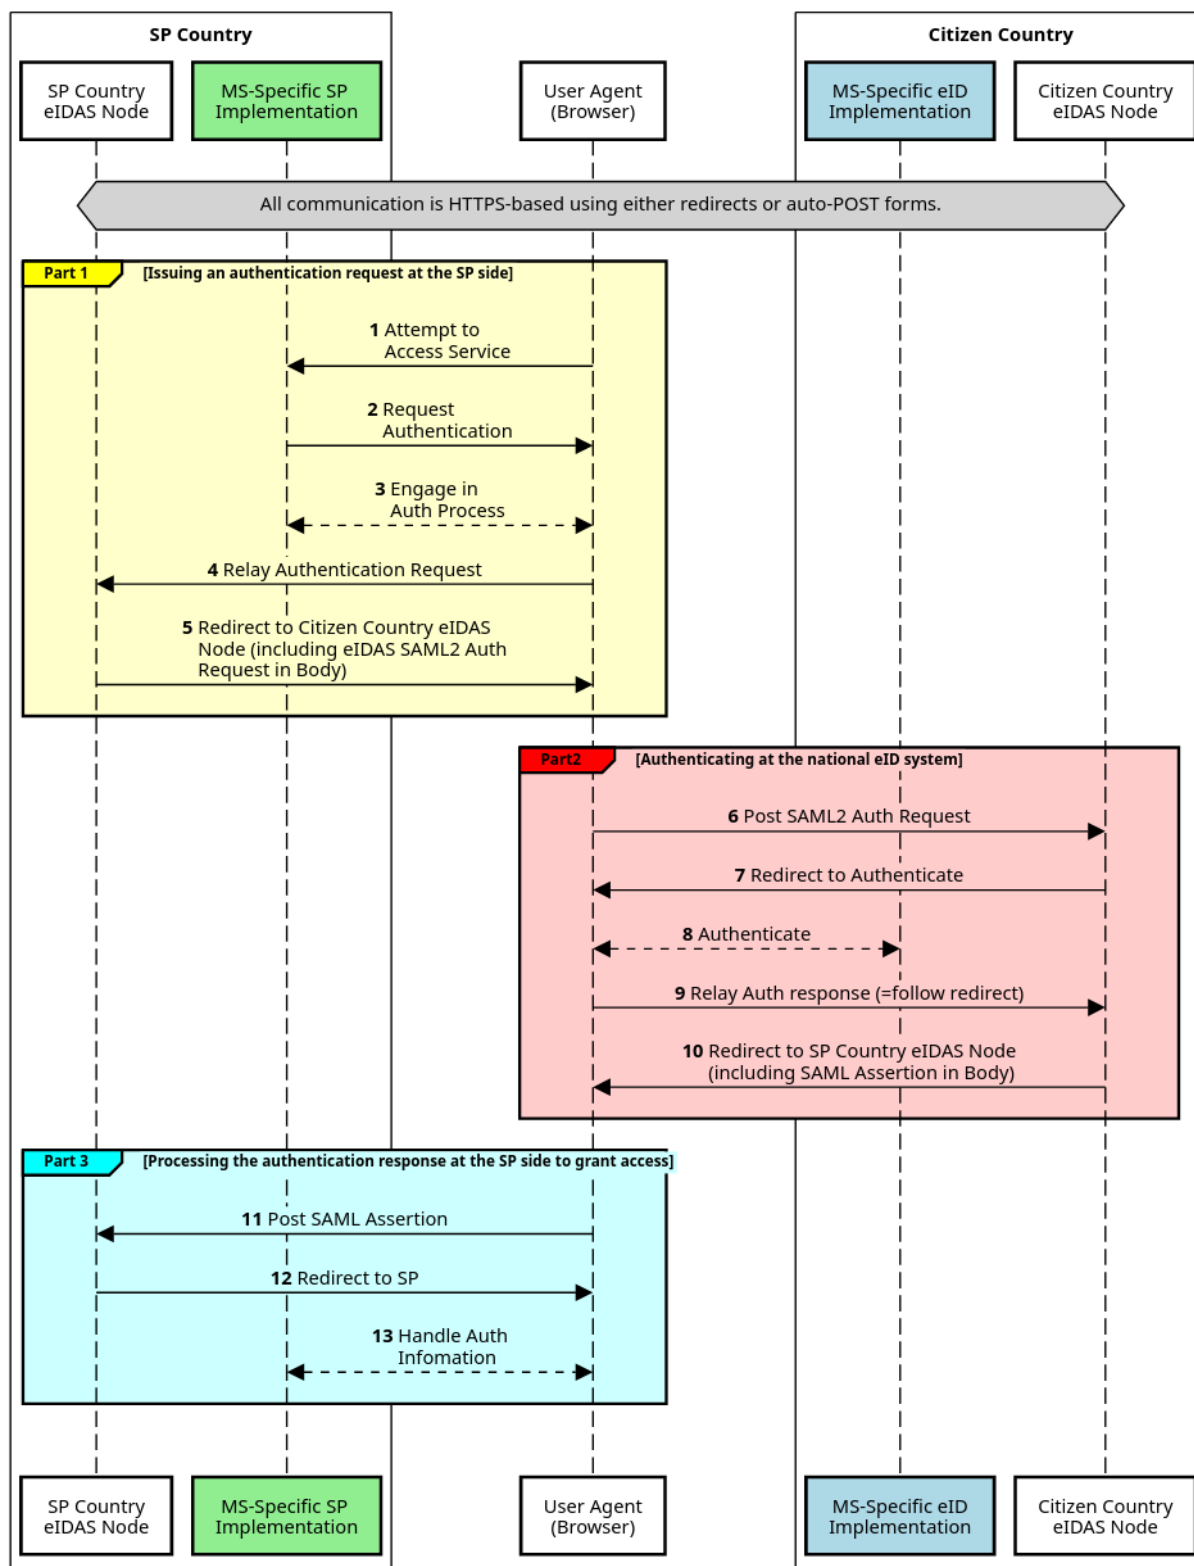 SP Country
Citizen Country
SP Country
eIDAS Node
MS-Specific SP
Implementation
User Agent
(Browser)
MS-Specific eID
Implementation
Citizen Country
eIDAS Node
All communication is HTTPS-based using either redirects or auto-POST forms.
Part 1 [Issuing an authentication request at the SP side]
1 Attempt to
Access Service
2 Request
Authentication
3 Engage in
Auth Process
4 Relay Authentication Request
5 Redirect to Citizen Country eIDAS
Node (including eIDAS SAML2 Auth
Request in Body)
Part2 [Authenticating at the national eID system]
6 Post SAML2 Auth Request
7 Redirect to Authenticate
8 Authenticate
9 Relay Auth response (=follow redirect)
10 Redirect to SP Country eIDAS Node
(including SAML Assertion in Body)
Part 3 [Processing the authentication response at the SP side to grant access]
11 Post SAML Assertion
12 Redirect to SP
13 Handle Auth
Infomation
SP Country
eIDAS Node
MS-Specific SP
Implementation
User Agent
(Browser)
MS-Specific eID
Implementation
Citizen Country
eIDAS Node